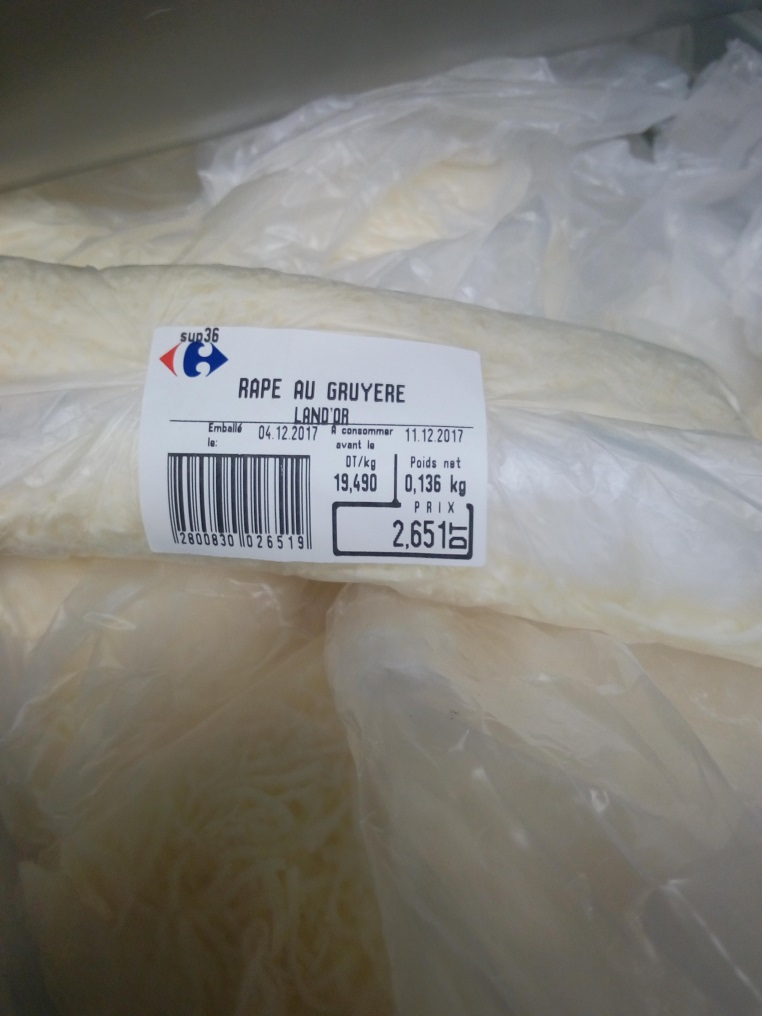 sup36
RAPE AU GRUYERE
LAND'OR
Emballé le: 04.12.2017 A consommer avant le 11.12.2017
DT/kg Poids net
19,490 0,136 kg
PRIX
2,651 DT
2800830 026519